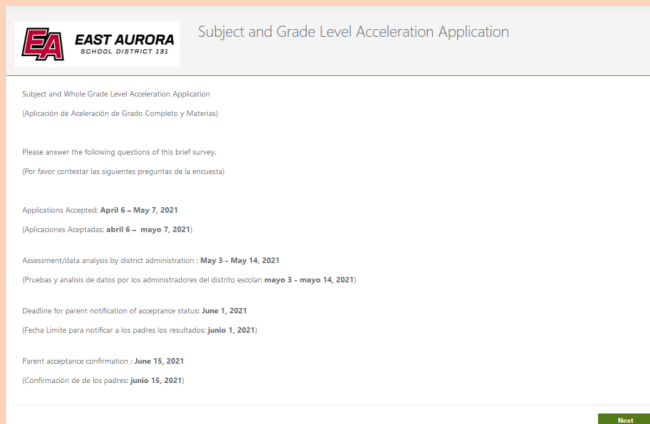 EA
EAST AURORA
SCHOOL DISTRICT 131
Subject and Grade Level Acceleration Application
Subject and Whole Grade Level Acceleration Application
(Aplicación de Aceleración de Grado Completo y Materias)
Please answer the following questions of this brief survey.
(Por favor contestar las siguientes preguntas de la encuesta)
Applications Accepted: April 6 – May 7, 2021
(Aplicaciones Aceptadas: abril 6 – mayo 7, 2021)
Assessment/data analysis by district administration : May 3 - May 14, 2021
(Pruebas y analisis de datos por los administradores del distrito escolar: mayo 3 - mayo 14, 2021)
Deadline for parent notification of acceptance status: June 1, 2021
(Fecha Limite para notificar a los padres los resultados: junio 1, 2021)
Parent acceptance confirmation : June 15, 2021
(Confirmación de de los padres: junio 15, 2021)
Next